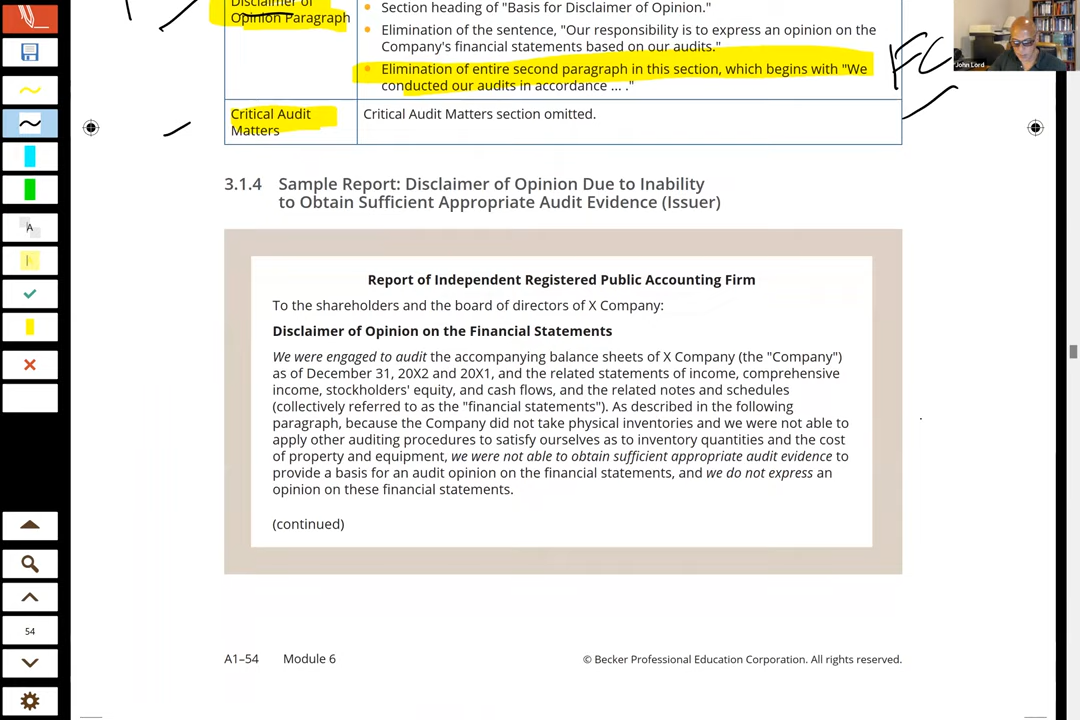 Disclaimer of
Opinion Paragraph
Section heading of "Basis for Disclaimer of Opinion."
Elimination of the sentence, "Our responsibility is to express an opinion on the
Company's financial statements based on our audits."
Elimination of entire second paragraph in this section, which begins with "We
conducted our audits in accordance ... ."
FC
John Lord
Critical Audit
Matters
Critical Audit Matters section omitted.
3.1.4 Sample Report: Disclaimer of Opinion Due to Inability
to Obtain Sufficient Appropriate Audit Evidence (Issuer)
Report of Independent Registered Public Accounting Firm
To the shareholders and the board of directors of X Company:
Disclaimer of Opinion on the Financial Statements
We were engaged to audit the accompanying balance sheets of X Company (the "Company")
as of December 31, 20X2 and 20X1, and the related statements of income, comprehensive
income, stockholders' equity, and cash flows, and the related notes and schedules
(collectively referred to as the "financial statements"). As described in the following
paragraph, because the Company did not take physical inventories and we were not able to
apply other auditing procedures to satisfy ourselves as to inventory quantities and the cost
of property and equipment, we were not able to obtain sufficient appropriate audit evidence to
provide a basis for an audit opinion on the financial statements, and we do not express an
opinion on these financial statements.
(continued)
54
A1–54 Module 6
© Becker Professional Education Corporation. All rights reserved.